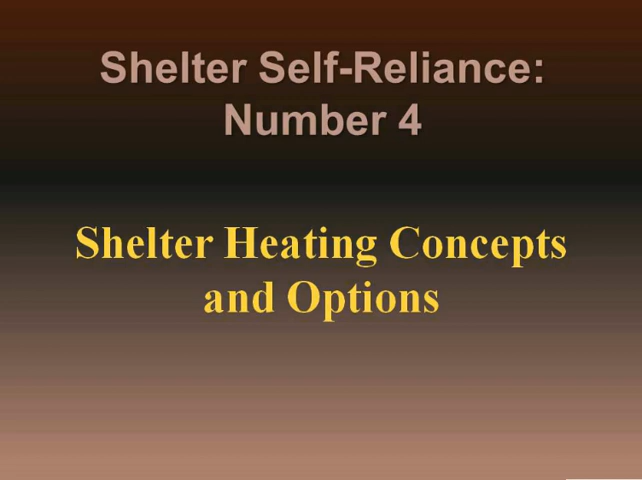 Shelter Self-Reliance:
Number 4
Shelter Heating Concepts
and Options